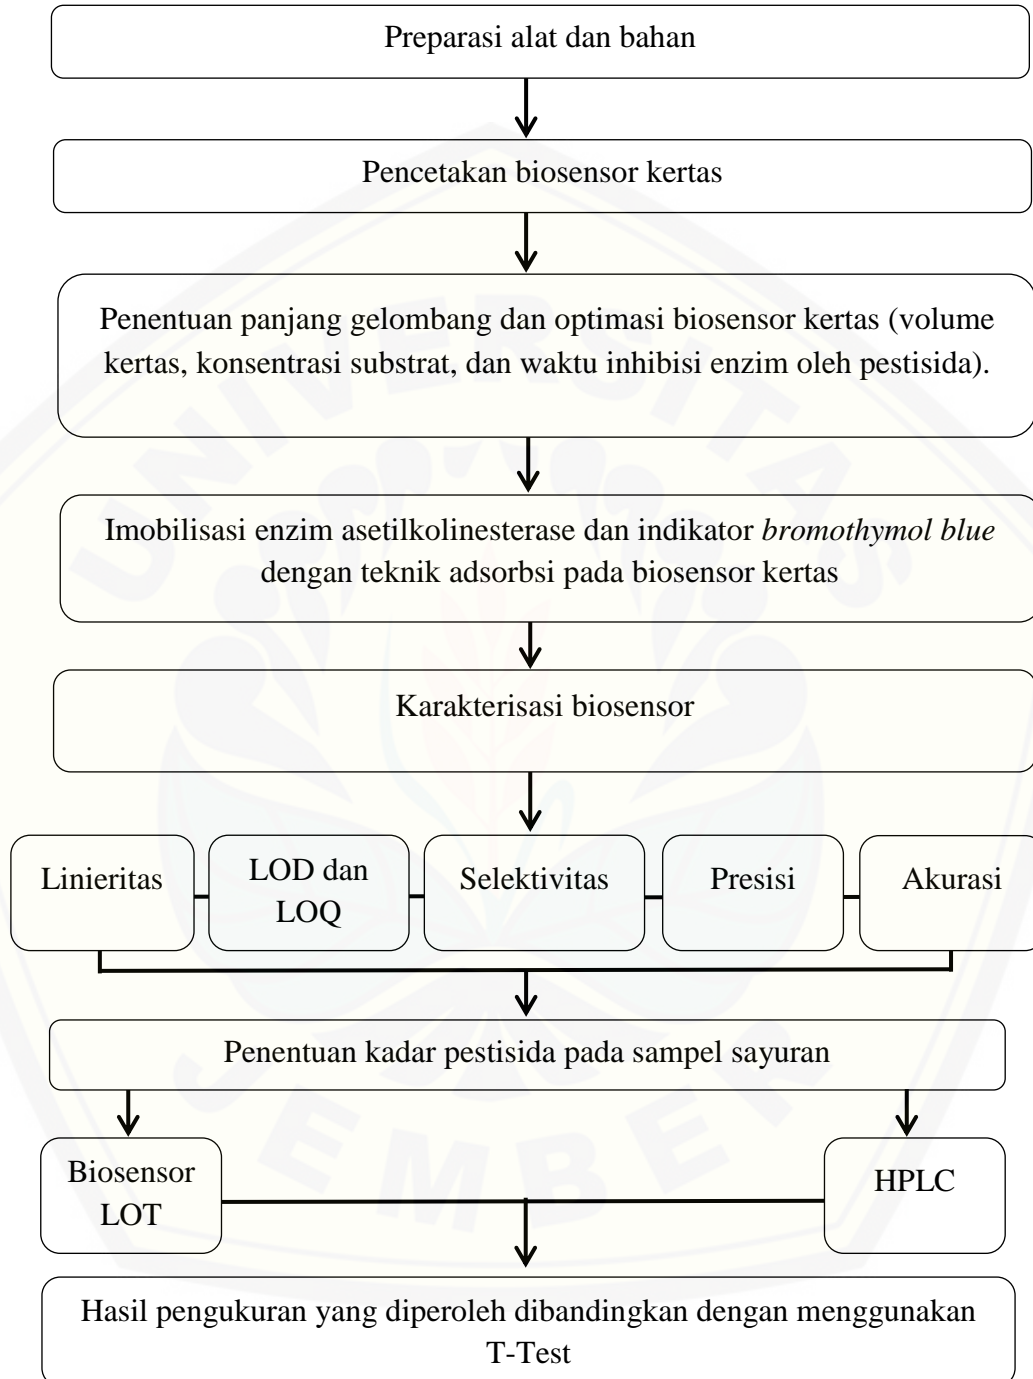 Preparasi alat dan bahan
Pencetakan biosensor kertas
Penentuan panjang gelombang dan optimasi biosensor kertas (volume
kertas, konsentrasi substrat, dan waktu inhibisi enzim oleh pestisida).
Imobilisasi enzim asetilkolinesterase dan indikator bromothymol blue
dengan teknik adsorbsi pada biosensor kertas
Karakterisasi biosensor
Linieritas
LOD dan
LOQ
Selektivitas
Presisi
Akurasi
Penentuan kadar pestisida pada sampel sayuran
Biosensor
LOT
HPLC
Hasil pengukuran yang diperoleh dibandingkan dengan menggunakan
T-Test
UNIVERSITAS
JEMBER